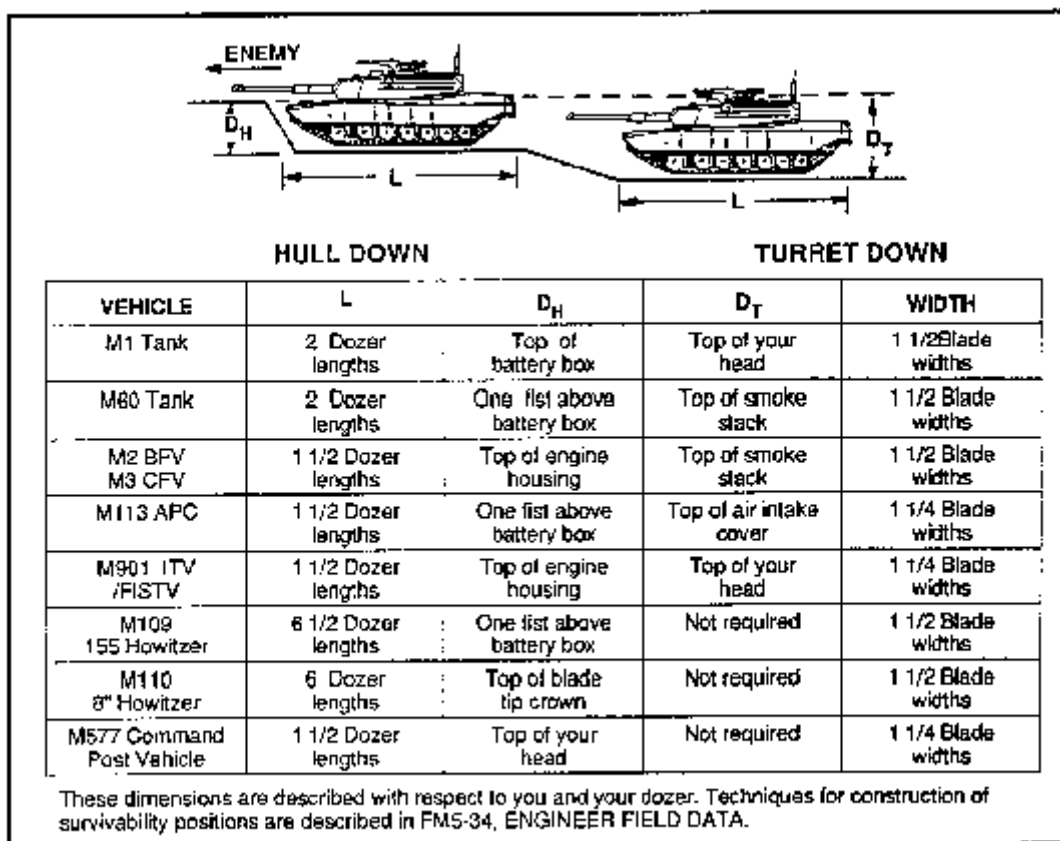 ENEMY
D_H
D_T
L
L
HULL DOWN TURRET DOWN
VEHICLE L D_H D_T WIDTH
M1 Tank 2 Dozer lengths Top of battery box Top of your head 1 1/2Blade widths
M60 Tank 2 Dozer lengths One fist above battery box Top of smoke stack 1 1/2 Blade widths
M2 BFV M3 CFV 1 1/2 Dozer lengths Top of engine housing Top of smoke stack 1 1/2 Blade widths
M113 APC 1 1/2 Dozer lengths One fist above battery box Top of air intake cover 1 1/4 Blade widths
M901 ITV /FISTV 1 1/2 Dozer lengths Top of engine housing Top of your head 1 1/4 Blade widths
M109 155 Howitzer 6 1/2 Dozer lengths One fist above battery box Not required 1 1/2 Blade widths
M110 8" Howitzer 6 Dozer lengths Top of blade tip crown Not required 1 1/2 Blade widths
M577 Command Post Vehicle 1 1/2 Dozer lengths Top of your head Not required 1 1/4 Blade widths
These dimensions are described with respect to you and your dozer. Techniques for construction of
survivability positions are described in FM5-34, ENGINEER FIELD DATA.